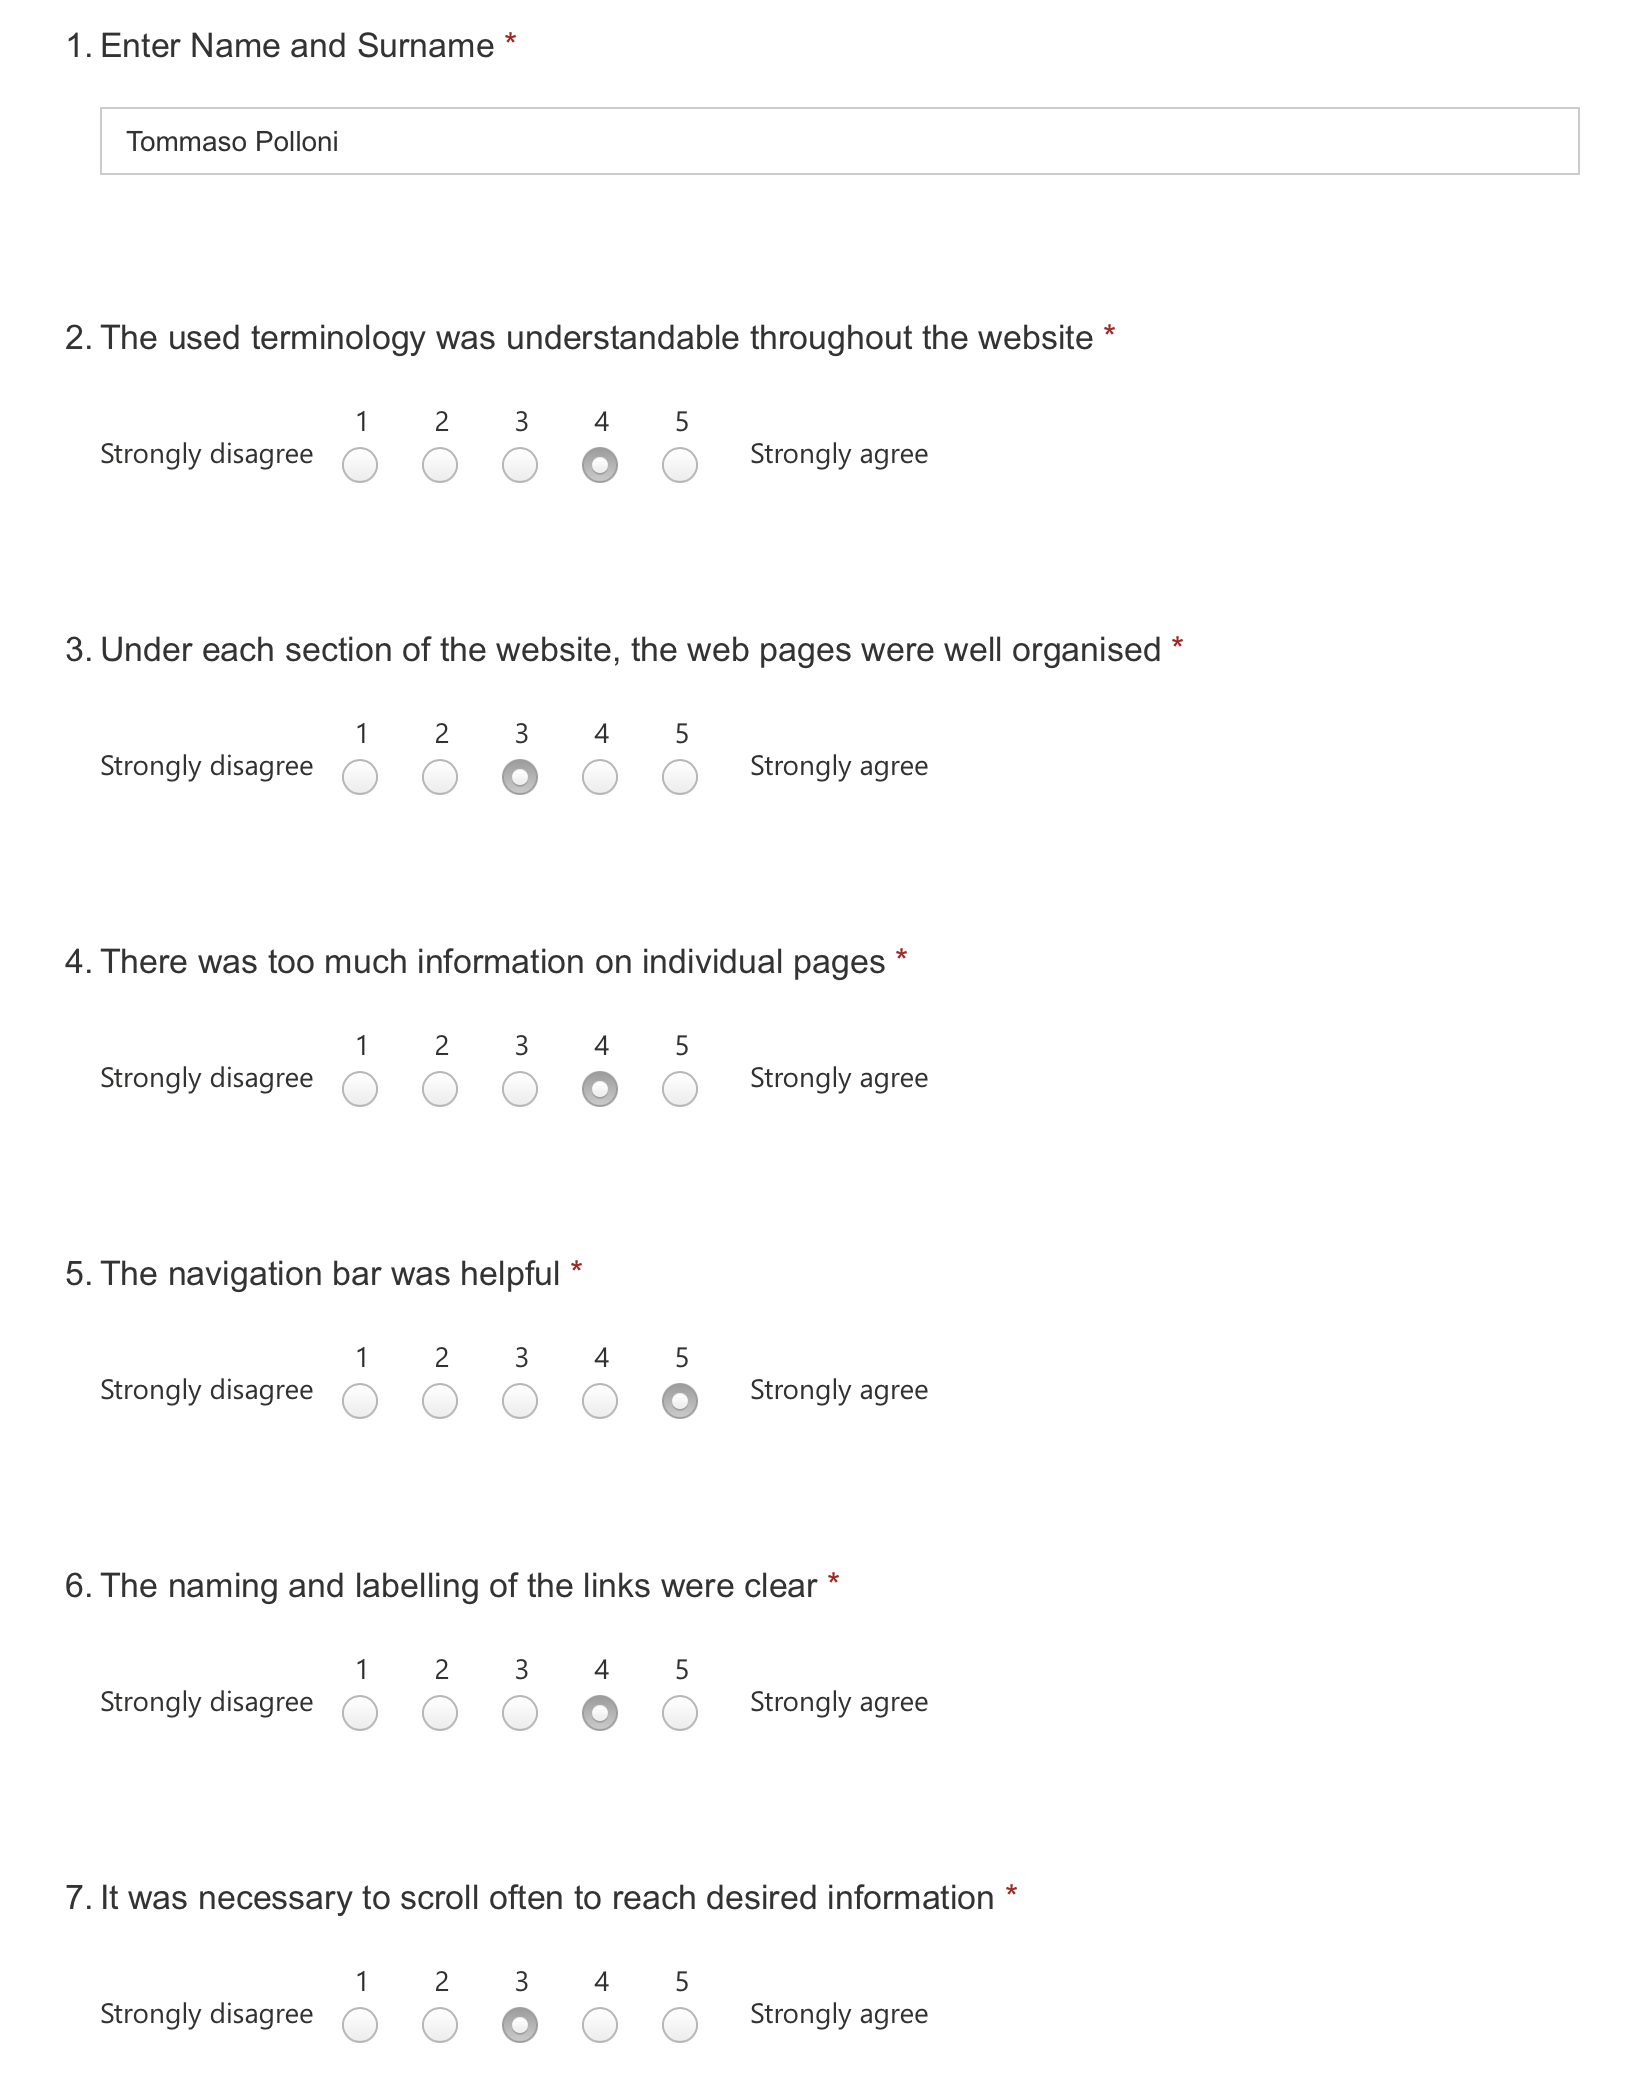 1. Enter Name and Surname *
Tommaso Polloni
2. The used terminology was understandable throughout the website *
1 2 3 4 5
Strongly disagree Strongly agree
3. Under each section of the website, the web pages were well organised *
1 2 3 4 5
Strongly disagree Strongly agree
4. There was too much information on individual pages *
1 2 3 4 5
Strongly disagree Strongly agree
5. The navigation bar was helpful *
1 2 3 4 5
Strongly disagree Strongly agree
6. The naming and labelling of the links were clear *
1 2 3 4 5
Strongly disagree Strongly agree
7. It was necessary to scroll often to reach desired information *
1 2 3 4 5
Strongly disagree Strongly agree